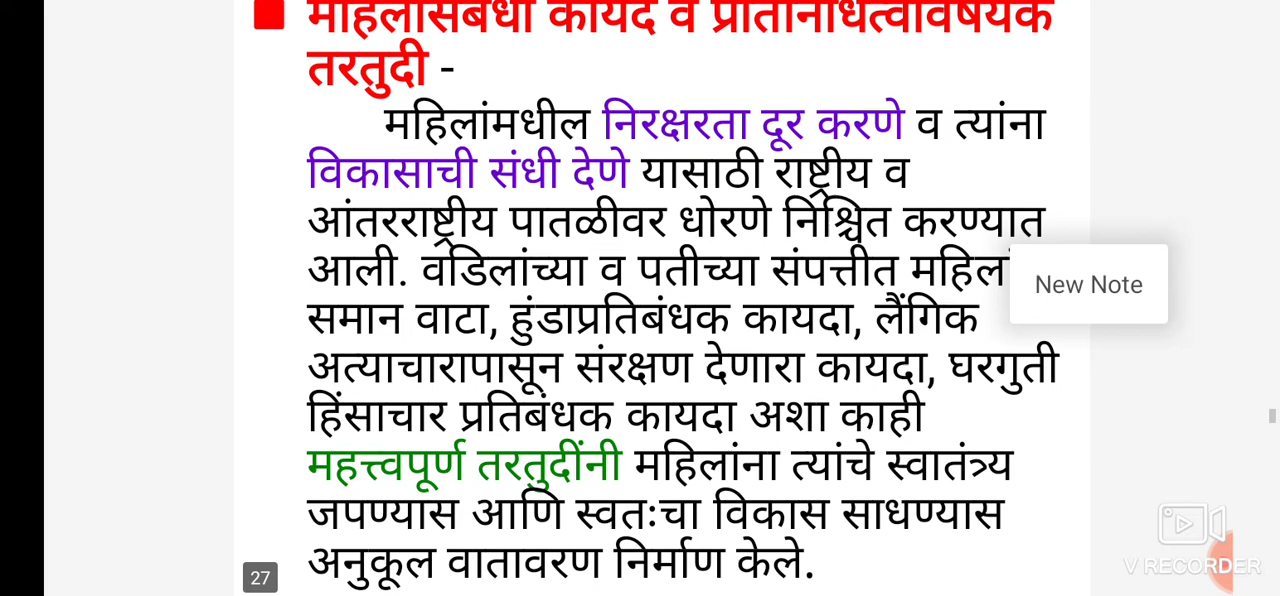 महिलांसंबंधी कायदे व प्रतिनिधित्वाविषयक
तरतुदी -
महिलांमधील निरक्षरता दूर करणे व त्यांना
विकासाची संधी देणे यासाठी राष्ट्रीय व
आंतरराष्ट्रीय पातळीवर धोरणे निश्चित करण्यात
आली. वडिलांच्या व पतीच्या संपत्तीत
समान वाटा, हुंडाप्रतिबंधक कायदा, लैंगिक
अत्याचारापासून संरक्षण देणारा कायदा, घरगुती
हिंसाचार प्रतिबंधक कायदा अशा काही
महत्त्वपूर्ण तरतुदींनी महिलांना त्यांचे स्वातंत्र्य
जपण्यास आणि स्वतःचा विकास साधण्यास
अनुकूल वातावरण निर्माण केले.
New Note
27
V RECORDER